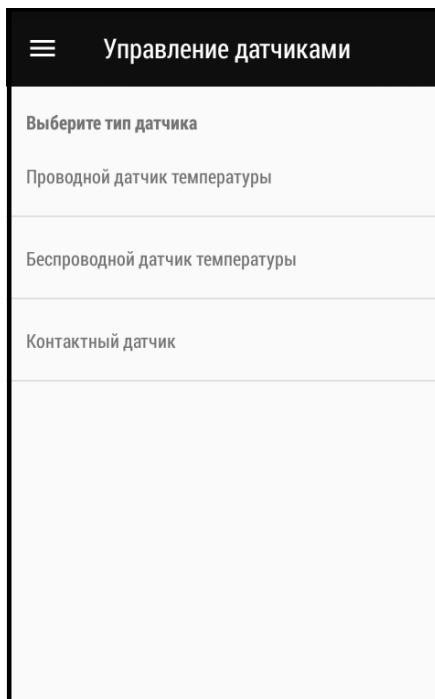 Управление датчиками
Выберите тип датчика
Проводной датчик температуры
Беспроводной датчик температуры
Контактный датчик